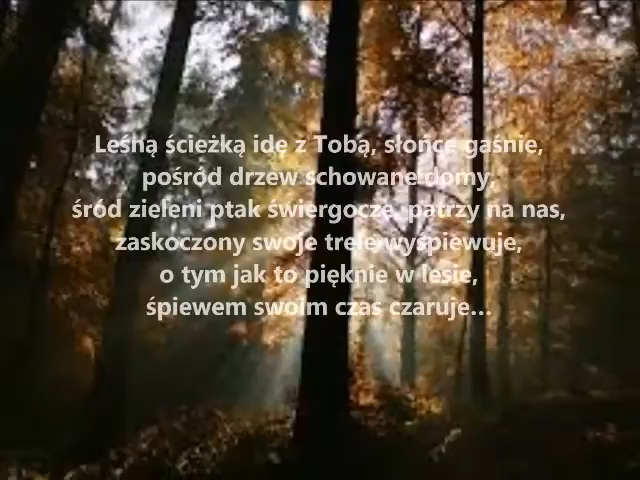 Leśną ścieżką idę z Tobą, słońce gaśnie,
pośród drzew schowane domy,
śród zieleni ptak świergocze, patrzy na nas,
zaskoczony swoje trele wyśpiewuje,
o tym jak to pięknie w lesie,
śpiewem swoim czas czaruje...